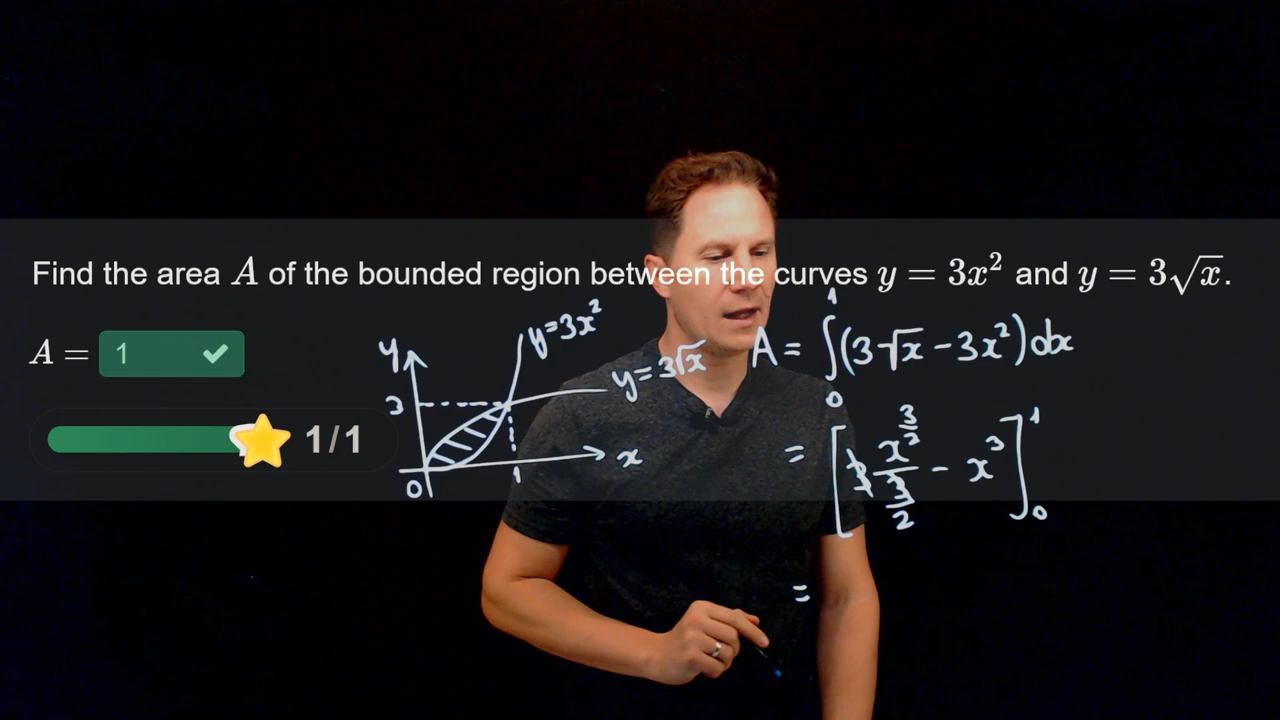 Find the area A of the bounded region between the curves y = 3x² and y = 3√x.
A = 1 ✓
1/1
y
3
0
1
x
y=3x²
y=3√x
A = ∫₀¹ (3√x − 3x²) dx
= [3 x^(3/2) / (3/2) − x³]₀¹
=